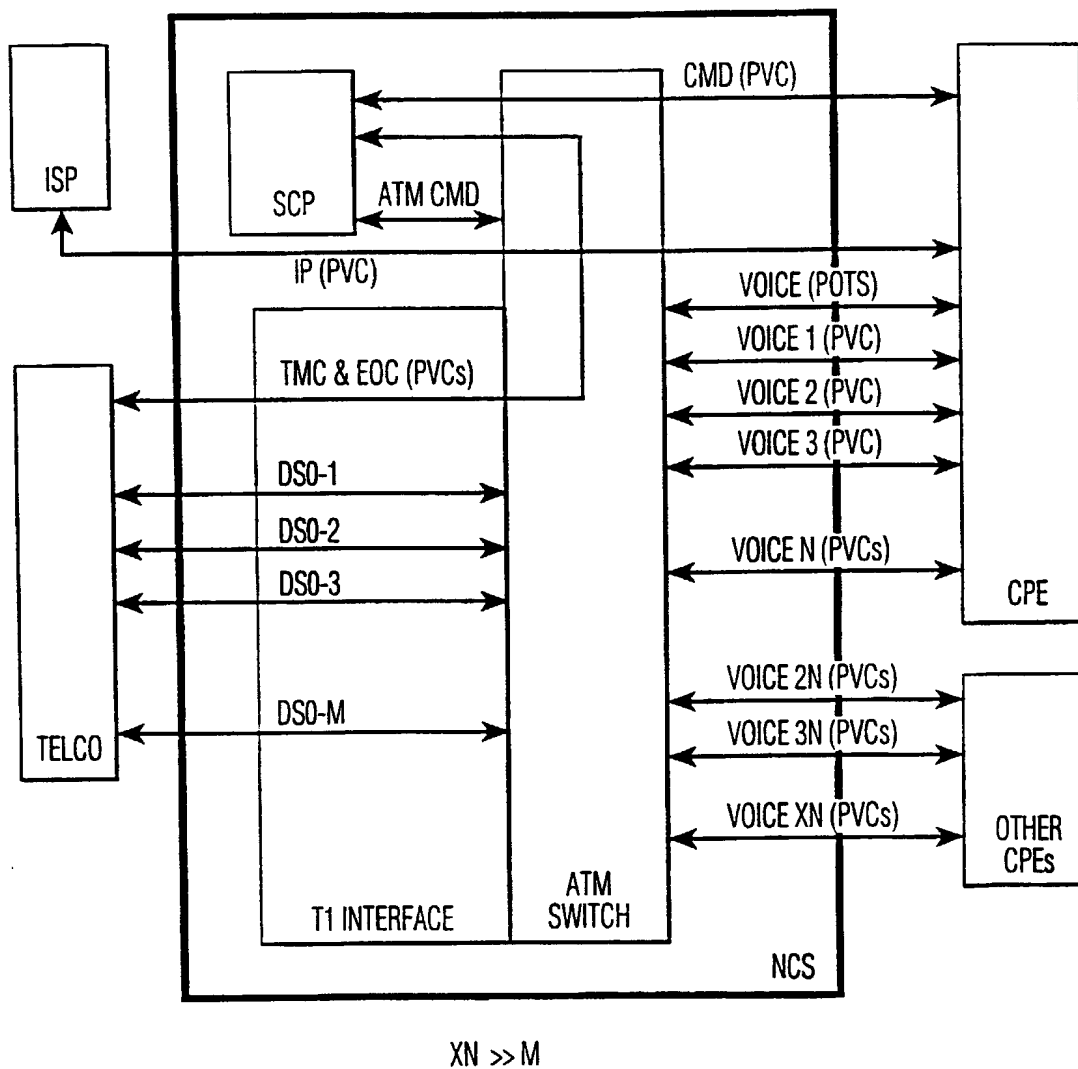 CMD (PVC)
ISP
SCP
ATM CMD
IP (PVC)
VOICE (POTS)
VOICE 1 (PVC)
TMC & EOC (PVCs)
VOICE 2 (PVC)
VOICE 3 (PVC)
DS0-1
DS0-2
VOICE N (PVCs)
DS0-3
CPE
VOICE 2N (PVCs)
DS0-M
VOICE 3N (PVCs)
TELCO
VOICE XN (PVCs)
OTHER
CPEs
ATM
SWITCH
T1 INTERFACE
NCS
XN >> M